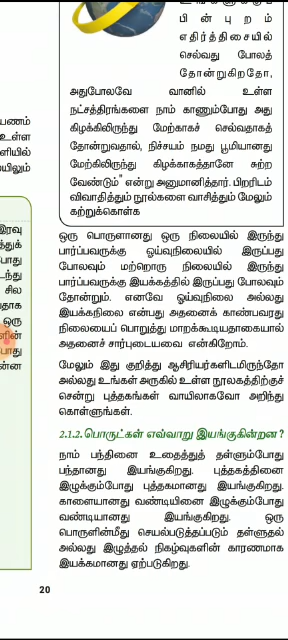 பின்புறம்
எதிர்த்திசையில்
செல்வது போலத்
தோன்றுகிறதோ,
அதுபோலவே வானில் உள்ள
நட்சத்திரங்களை நாம் காணும்போது அது
கிழக்கிலிருந்து மேற்காகச் செல்வதாகத்
தோன்றுவதால், நிச்சயம் நமது பூமியானது
மேற்கிலிருந்து கிழக்காகத்தானே சுற்ற
வேண்டும்" என்று அனுமானித்தார். பிறரிடம்
விவாதித்தும் நூல்களை வாசித்தும் மேலும்
கற்றுக்கொள்க
ஒரு பொருளானது ஒரு நிலையில் இருந்து
பார்ப்பவருக்கு ஓய்வுநிலையில் இருப்பது
போலவும் மற்றொரு நிலையில் இருந்து
பார்ப்பவருக்கு இயக்கத்தில் இருப்பது போலவும்
தோன்றும். எனவே ஓய்வுநிலை அல்லது
இயக்கநிலை என்பது அதனைக் காண்பவரது
நிலையைப் பொறுத்து மாறக்கூடியதாகையால்
அதனைச் சார்புடையவை என்கிறோம்.
மேலும் இது குறித்து ஆசிரியர்களிடமிருந்தோ
அல்லது உங்கள் அருகில் உள்ள நூலகத்திற்குச்
சென்று புத்தகங்கள் வாயிலாகவோ அறிந்து
கொள்ளுங்கள்.
2.1.2. பொருட்கள் எவ்வாறு இயங்குகின்றன ?
நாம் பந்தினை உதைத்துத் தள்ளும்போது
பந்தானது இயங்குகிறது. புத்தகத்தினை
இழுக்கும்போது புத்தகமானது இயங்குகிறது.
காளையானது வண்டியினை இழுக்கும்போது
வண்டியானது இயங்குகிறது. ஒரு
பொருளின்மீது செயல்படுத்தப்படும் தள்ளுதல்
அல்லது இழுத்தல் நிகழ்வுகளின் காரணமாக
இயக்கமானது ஏற்படுகிறது.
20